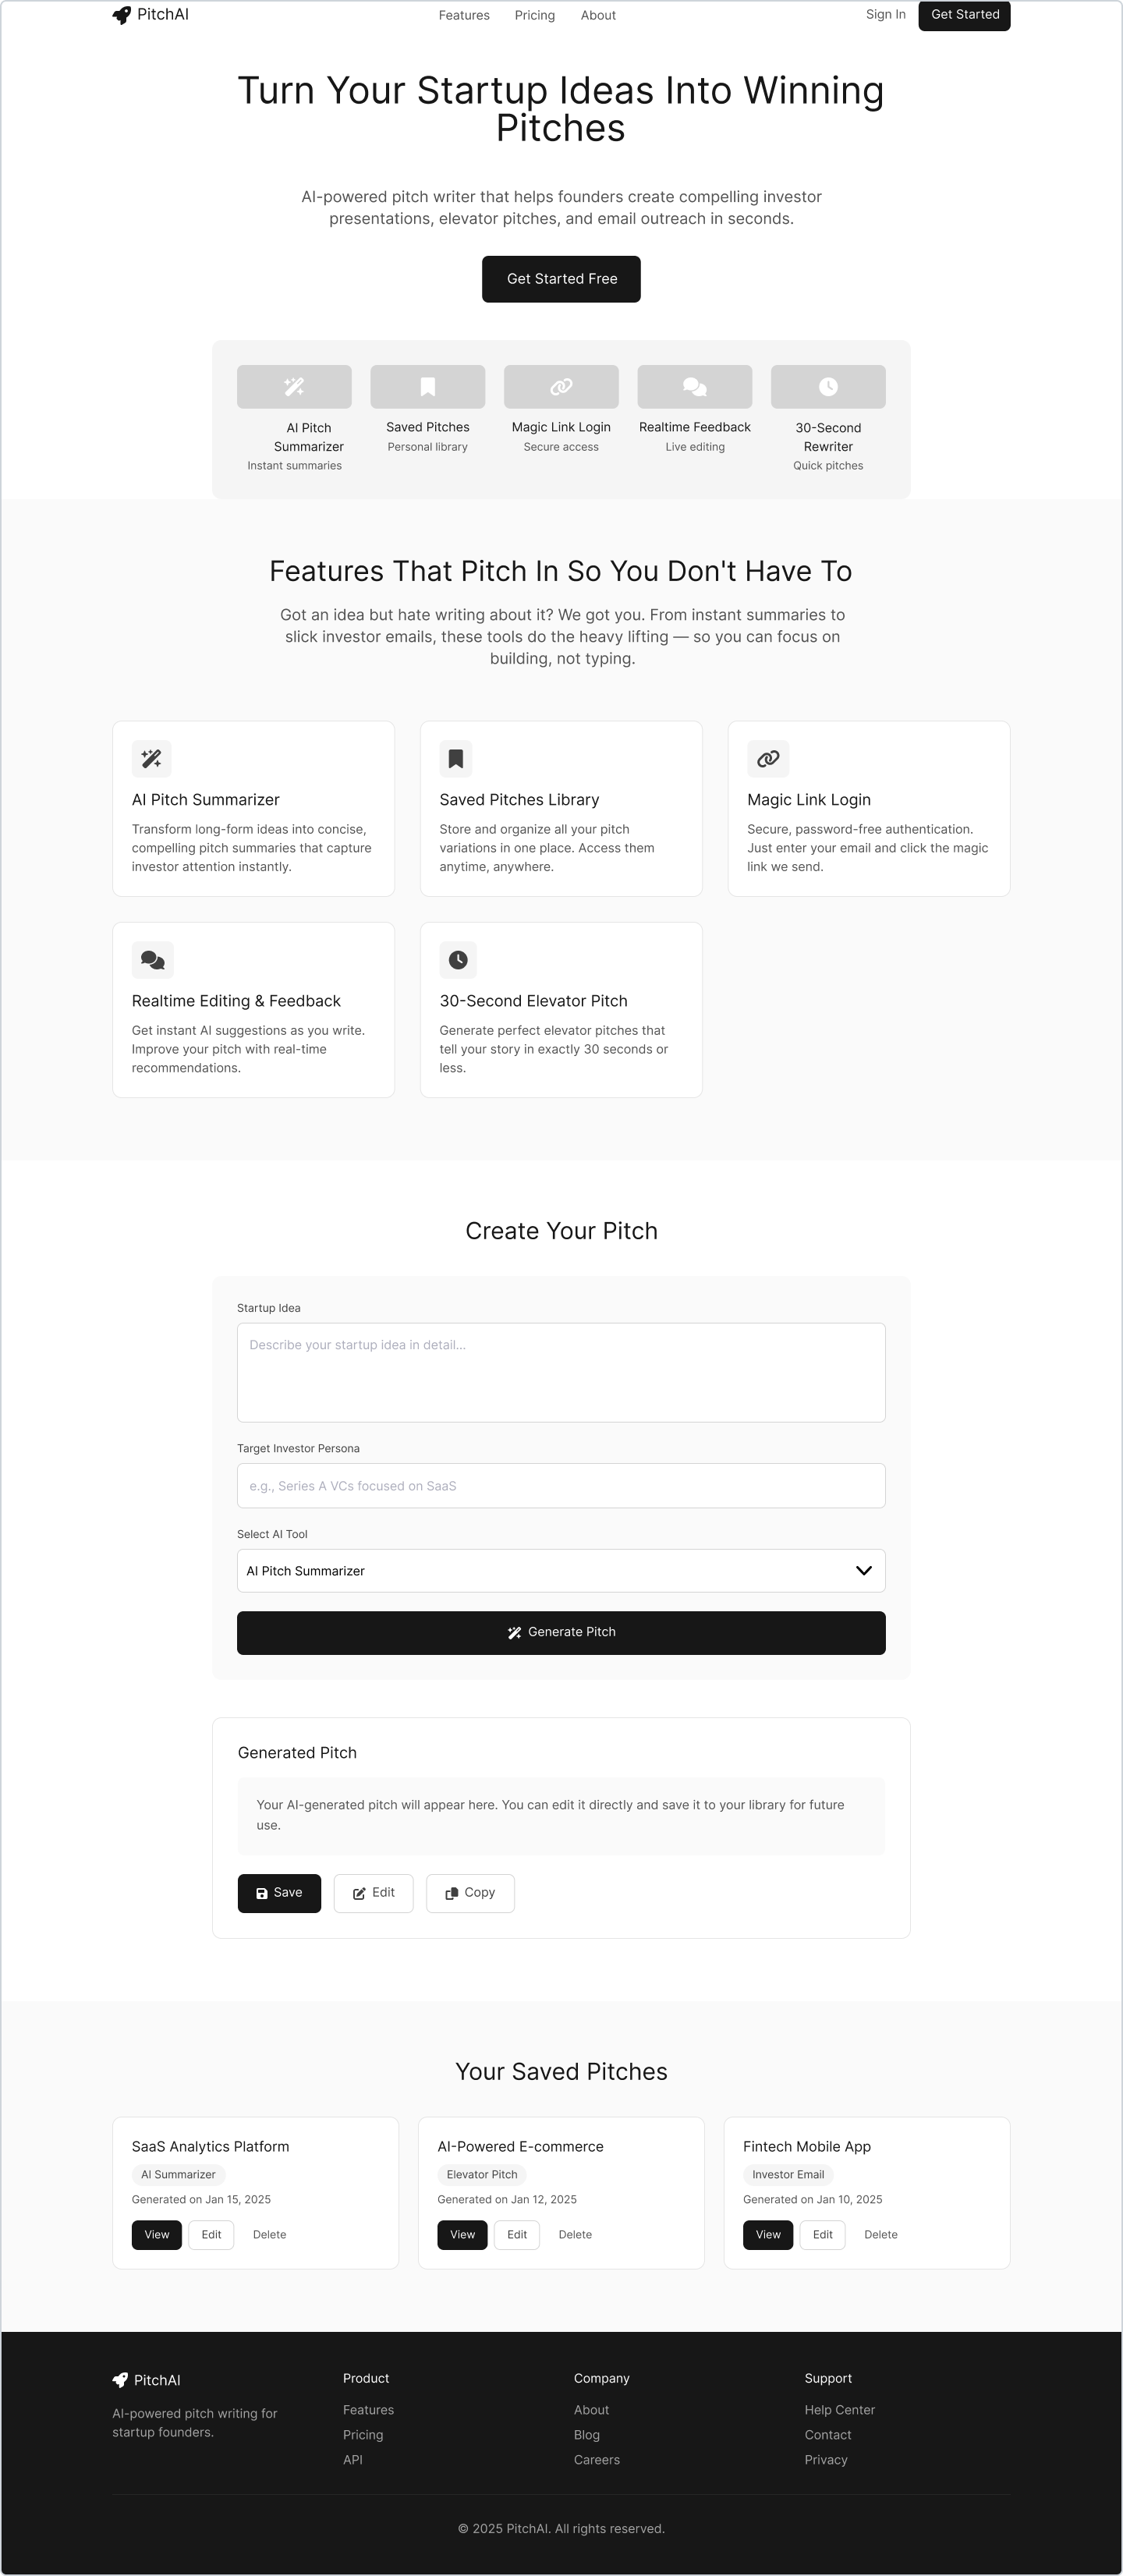 PitchAI
Features
Pricing
About
Sign In
Get Started
Turn Your Startup Ideas Into Winning
Pitches
AI-powered pitch writer that helps founders create compelling investor
presentations, elevator pitches, and email outreach in seconds.
Get Started Free
AI Pitch
Summarizer
Instant summaries
Saved Pitches
Personal library
Magic Link Login
Secure access
Realtime Feedback
Live editing
30-Second
Rewriter
Quick pitches
Features That Pitch In So You Don't Have To
Got an idea but hate writing about it? We got you. From instant summaries to
slick investor emails, these tools do the heavy lifting — so you can focus on
building, not typing.
AI Pitch Summarizer
Transform long-form ideas into concise,
compelling pitch summaries that capture
investor attention instantly.
Saved Pitches Library
Store and organize all your pitch
variations in one place. Access them
anytime, anywhere.
Magic Link Login
Secure, password-free authentication.
Just enter your email and click the magic
link we send.
Realtime Editing & Feedback
Get instant AI suggestions as you write.
Improve your pitch with real-time
recommendations.
30-Second Elevator Pitch
Generate perfect elevator pitches that
tell your story in exactly 30 seconds or
less.
Create Your Pitch
Startup Idea
Describe your startup idea in detail...
Target Investor Persona
e.g., Series A VCs focused on SaaS
Select AI Tool
AI Pitch Summarizer
Generate Pitch
Generated Pitch
Your AI-generated pitch will appear here. You can edit it directly and save it to your library for future
use.
Save
Edit
Copy
Your Saved Pitches
SaaS Analytics Platform
AI Summarizer
Generated on Jan 15, 2025
View
Edit
Delete
AI-Powered E-commerce
Elevator Pitch
Generated on Jan 12, 2025
View
Edit
Delete
Fintech Mobile App
Investor Email
Generated on Jan 10, 2025
View
Edit
Delete
PitchAI
AI-powered pitch writing for
startup founders.
Product
Features
Pricing
API
Company
About
Blog
Careers
Support
Help Center
Contact
Privacy
© 2025 PitchAI. All rights reserved.